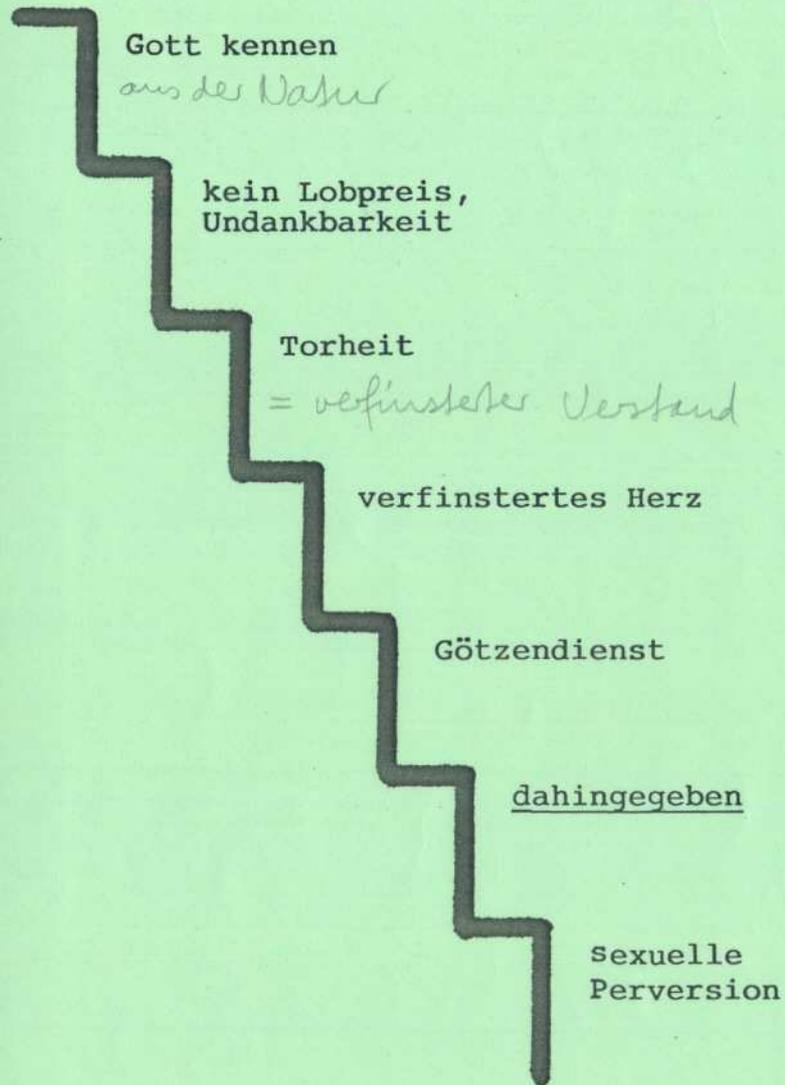 Gott kennen
aus der Natur
kein Lobpreis,
Undankbarkeit
Torheit
= verfinsterter Verstand
verfinstertes Herz
Götzendienst
dahingegeben
sexuelle
Perversion